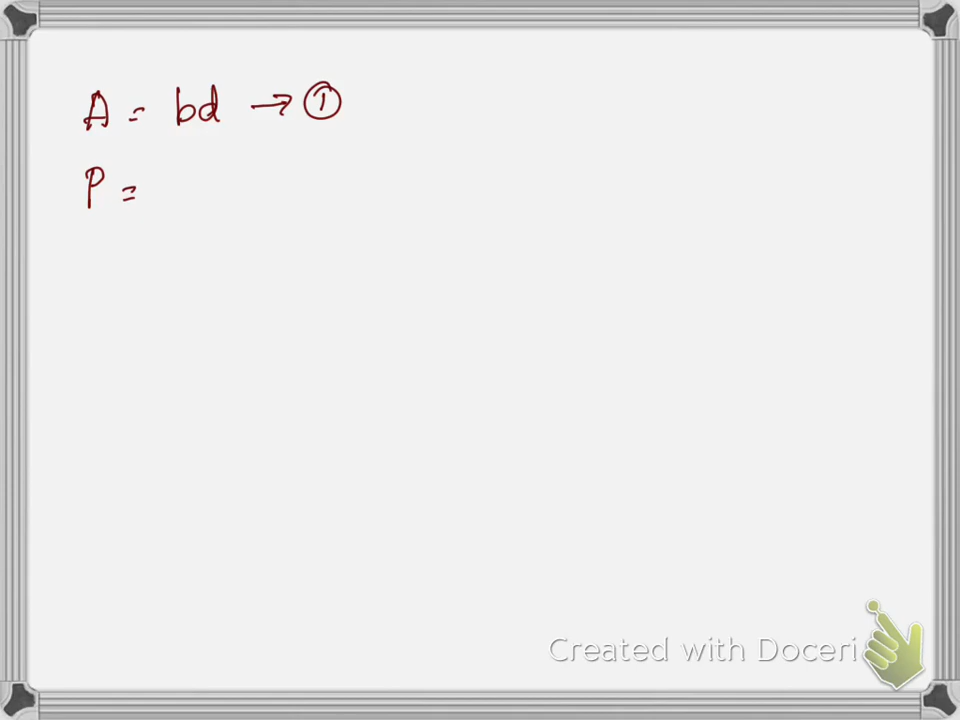 A = bd → ①
P =
Created with Doceri